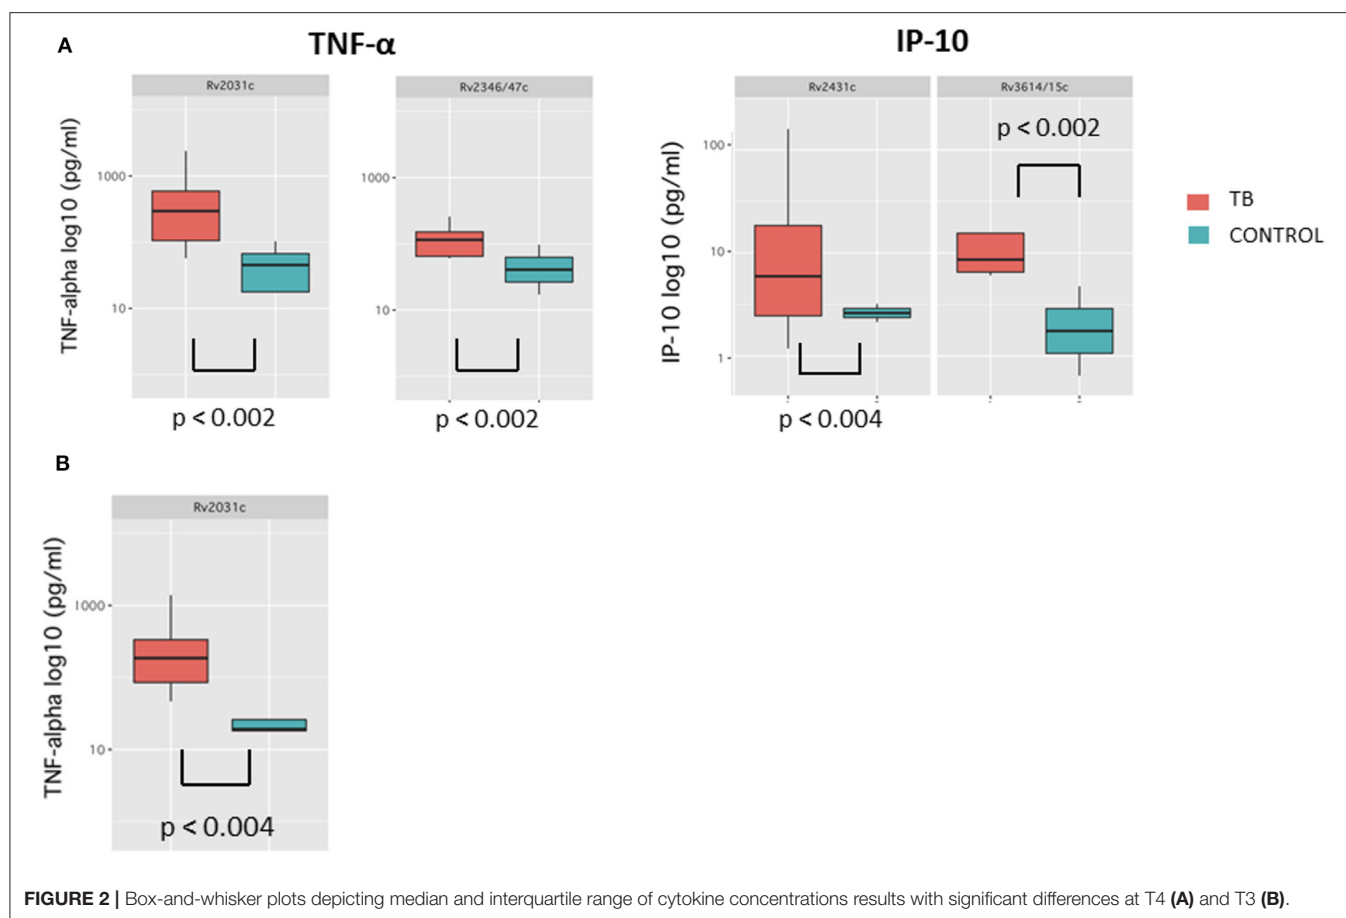 A
TNF-α
IP-10
Rv2031c
Rv2346/47c
Rv2431c
Rv3614/15c
TNF-alpha log10 (pg/ml)
1000
10
p < 0.002
1000
10
p < 0.002
IP-10 log10 (pg/ml)
100
10
1
p < 0.004
p < 0.002
TB
CONTROL
B
Rv2031c
TNF-alpha log10 (pg/ml)
1000
10
p < 0.004
FIGURE 2 | Box-and-whisker plots depicting median and interquartile range of cytokine concentrations results with significant differences at T4 (A) and T3 (B).